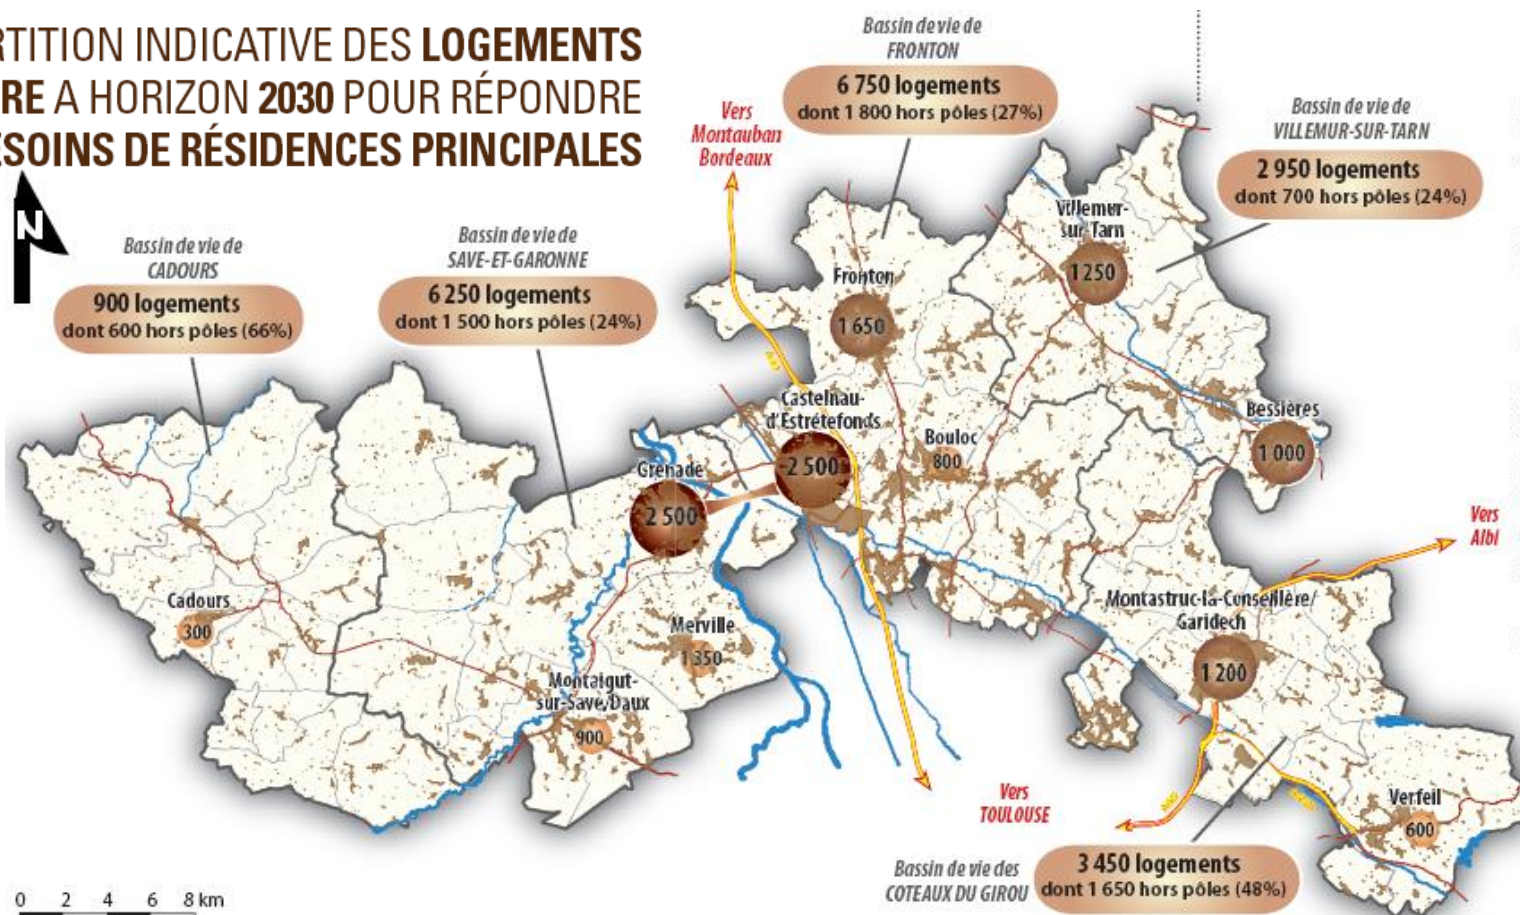 RTITION INDICATIVE DES LOGEMENTS
RE A HORIZON 2030 POUR RÉPONDRE
ESOINS DE RÉSIDENCES PRINCIPALES
N
Bassin de vie de
CADOURS
900 logements
dont 600 hors pôles (66%)
Bassin de vie de
SAVE-ET-GARONNE
6 250 logements
dont 1 500 hors pôles (24%)
Vers
Montauban
Bordeaux
Bassin de vie de
FRONTON
6 750 logements
dont 1 800 hors pôles (27%)
Bassin de vie de
VILLEMUR-SUR-TARN
2 950 logements
dont 700 hors pôles (24%)
Villemur-
sur-Tarn
1 250
Fronton
1 650
Castelnau-
d'Estrétefonds
2 500
Bouloc
800
Bessières
1 000
Grenade
2 500
Vers
Albi
Cadours
300
Merville
1 350
Montaigut-
sur-Save/Daux
900
Montastruc-la-Conseillère/
Garidech
1 200
Vers
TOULOUSE
Verfeil
600
Bassin de vie des
COTEAUX DU GIROU
3 450 logements
dont 1 650 hors pôles (48%)
0 2 4 6 8 km